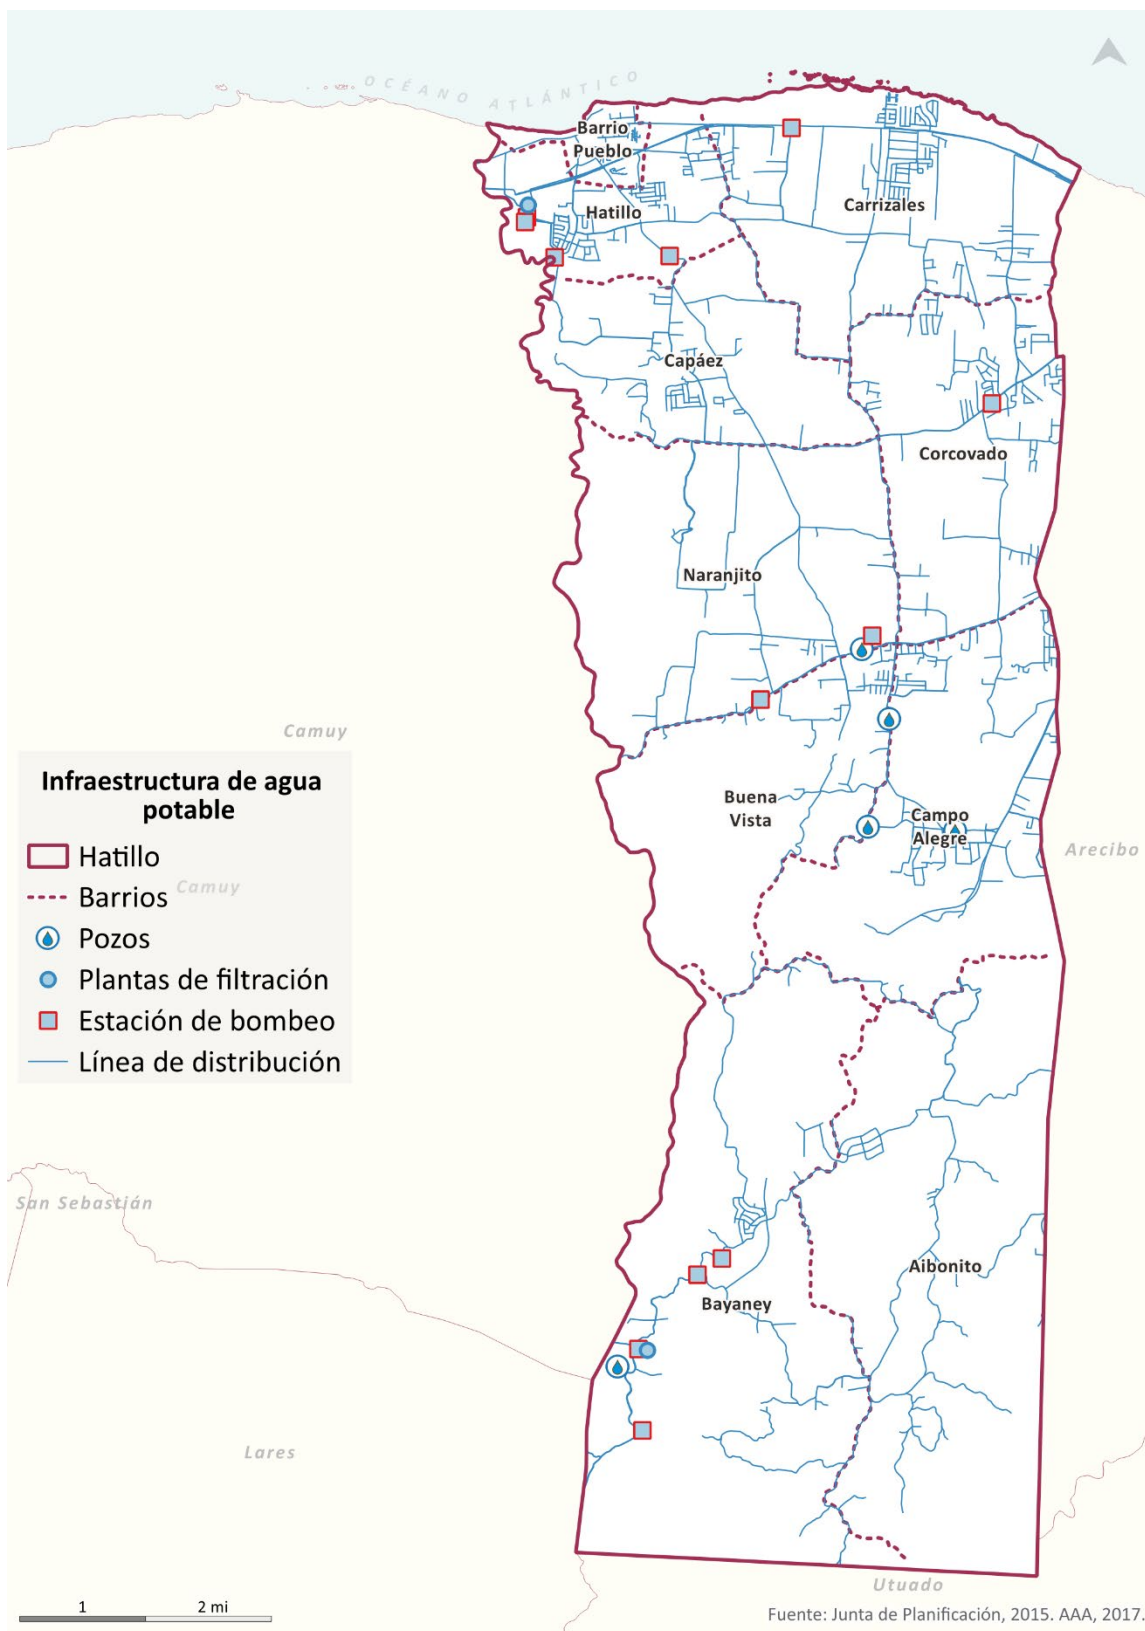 OCÉANO ATLÁNTICO
Barrio
Pueblo
Hatillo
Carrizales
Capáez
Corcovado
Naranjito
Camuy
Infraestructura de agua
potable
Hatillo
Camuy
Barrios
Pozos
Plantas de filtración
Estación de bombeo
Línea de distribución
Buena
Vista
Campo
Alegre
Arecibo
San Sebastián
Aibonito
Bayaney
Lares
Utuado
1 2 mi
Fuente: Junta de Planificación, 2015. AAA, 2017.